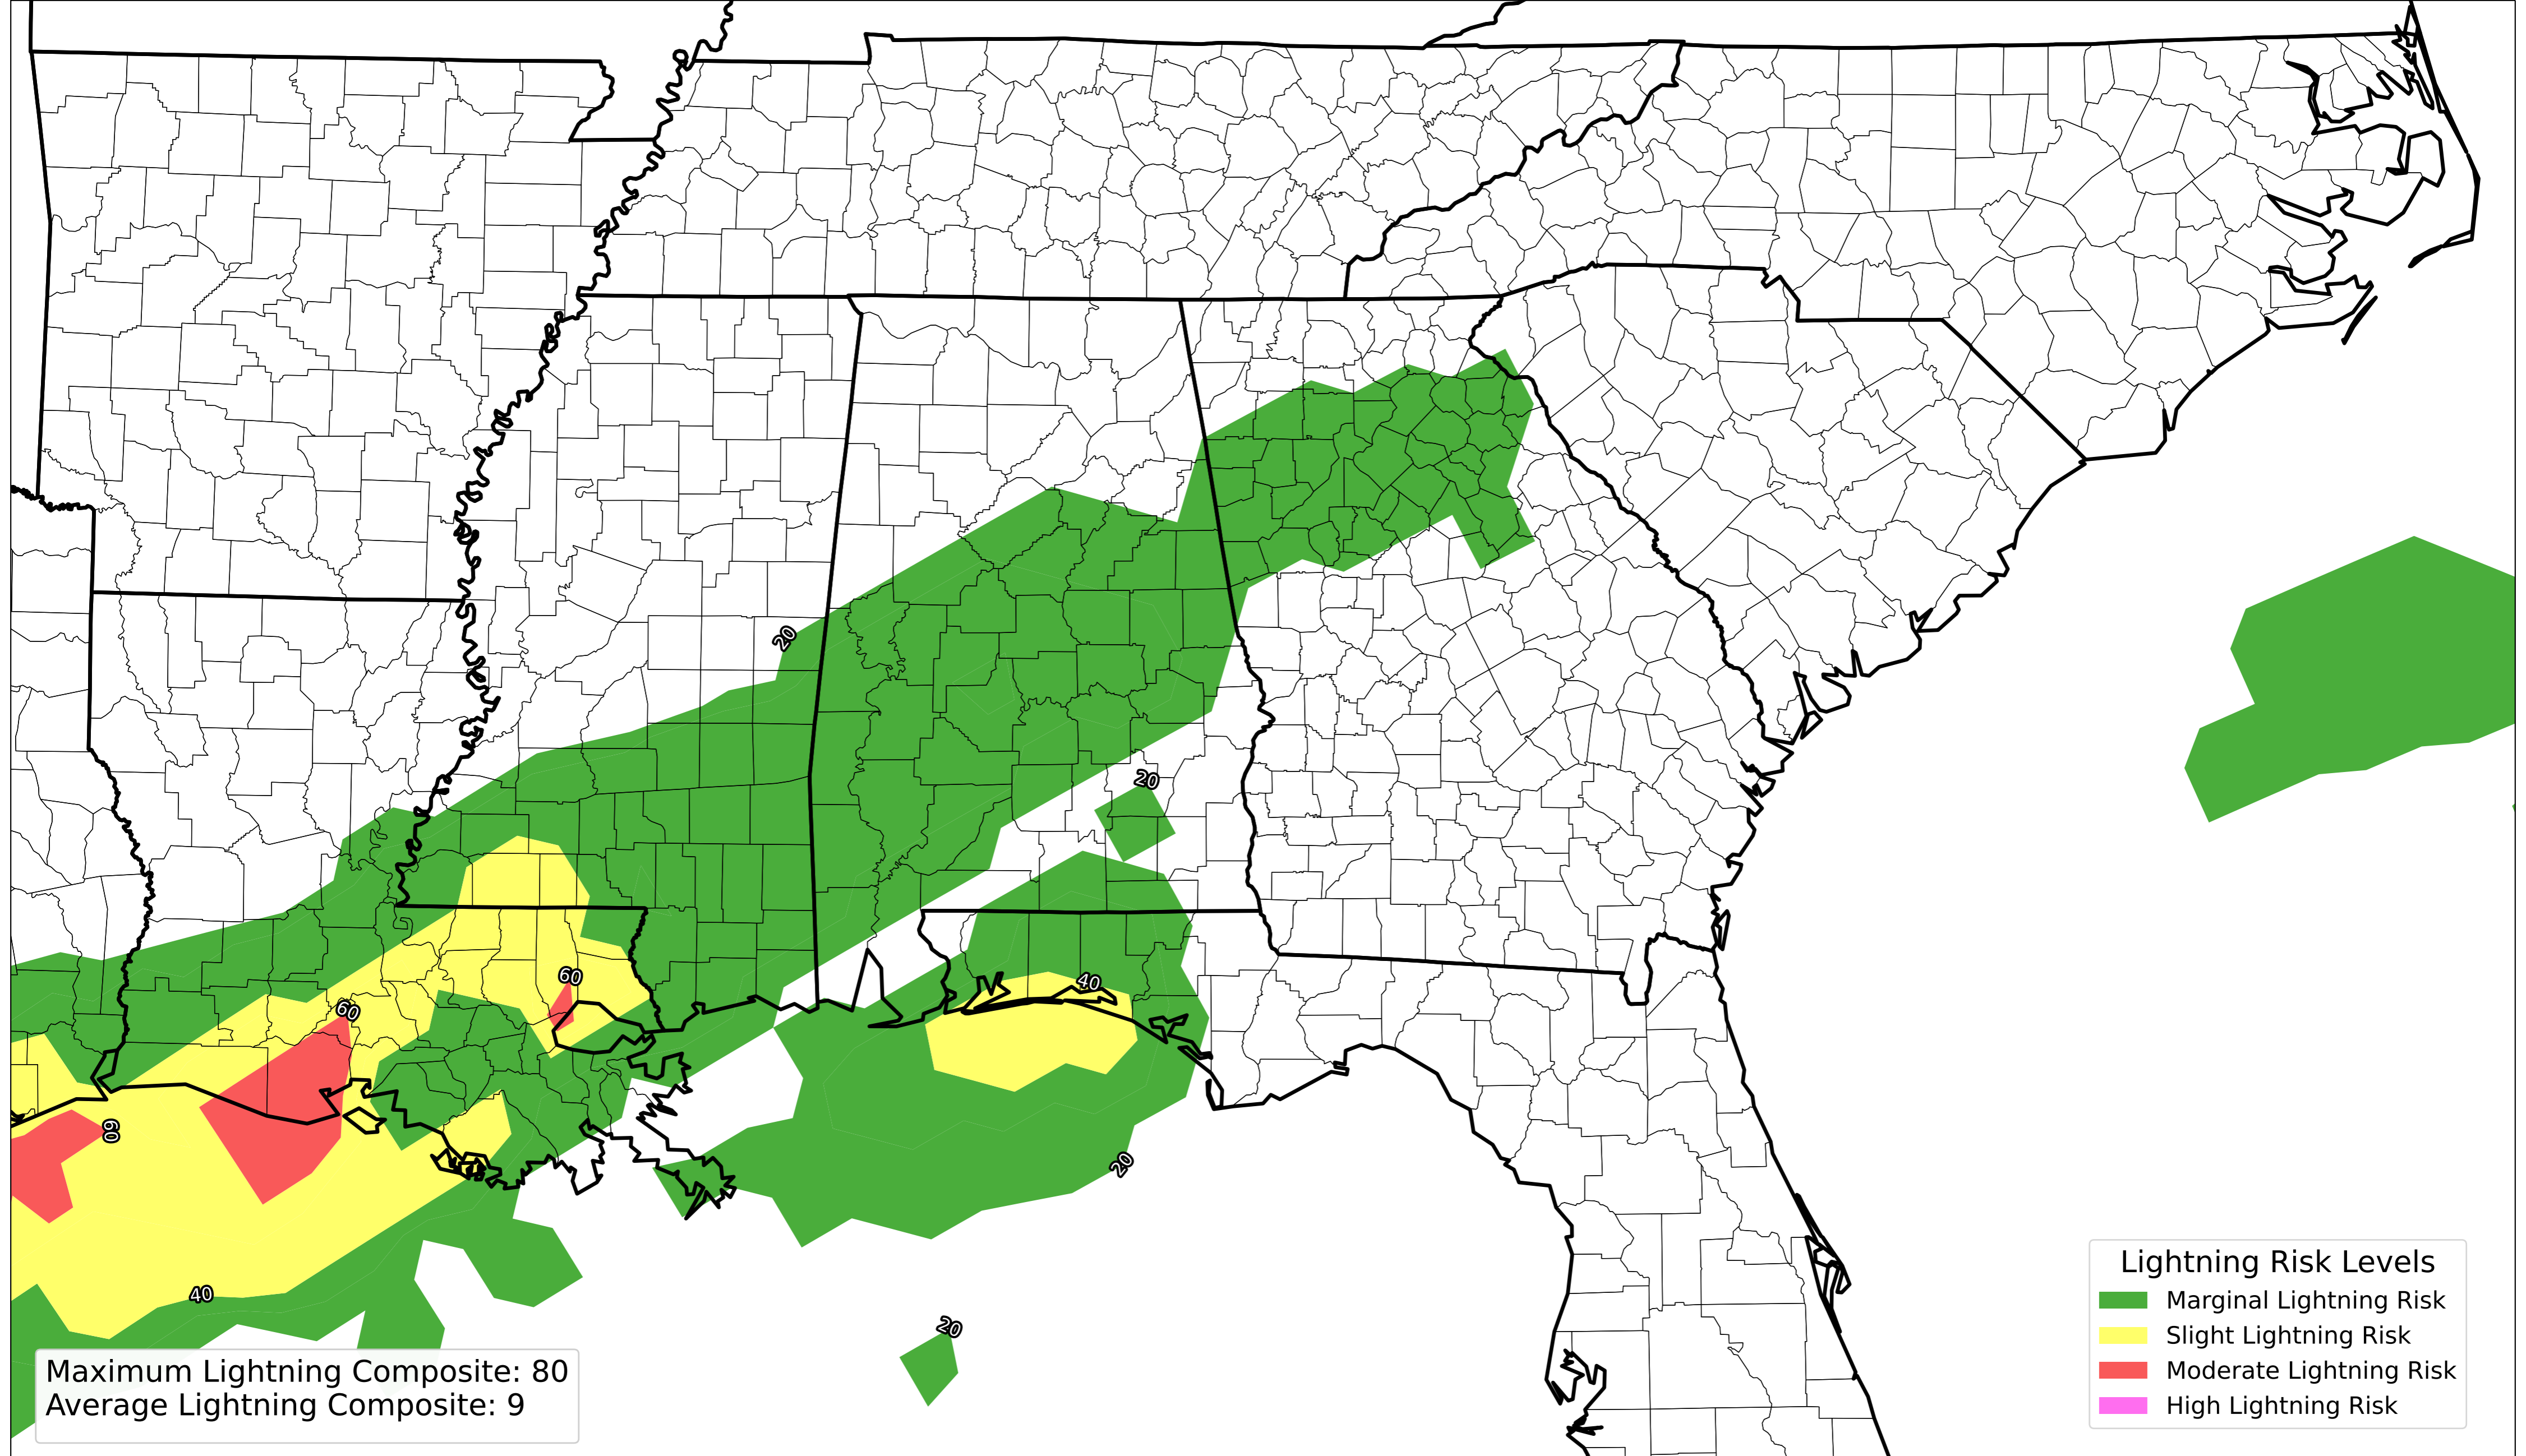 20
20
60
40
60
60
20
40
20
Maximum Lightning Composite: 80
Average Lightning Composite: 9
Lightning Risk Levels
Marginal Lightning Risk
Slight Lightning Risk
Moderate Lightning Risk
High Lightning Risk